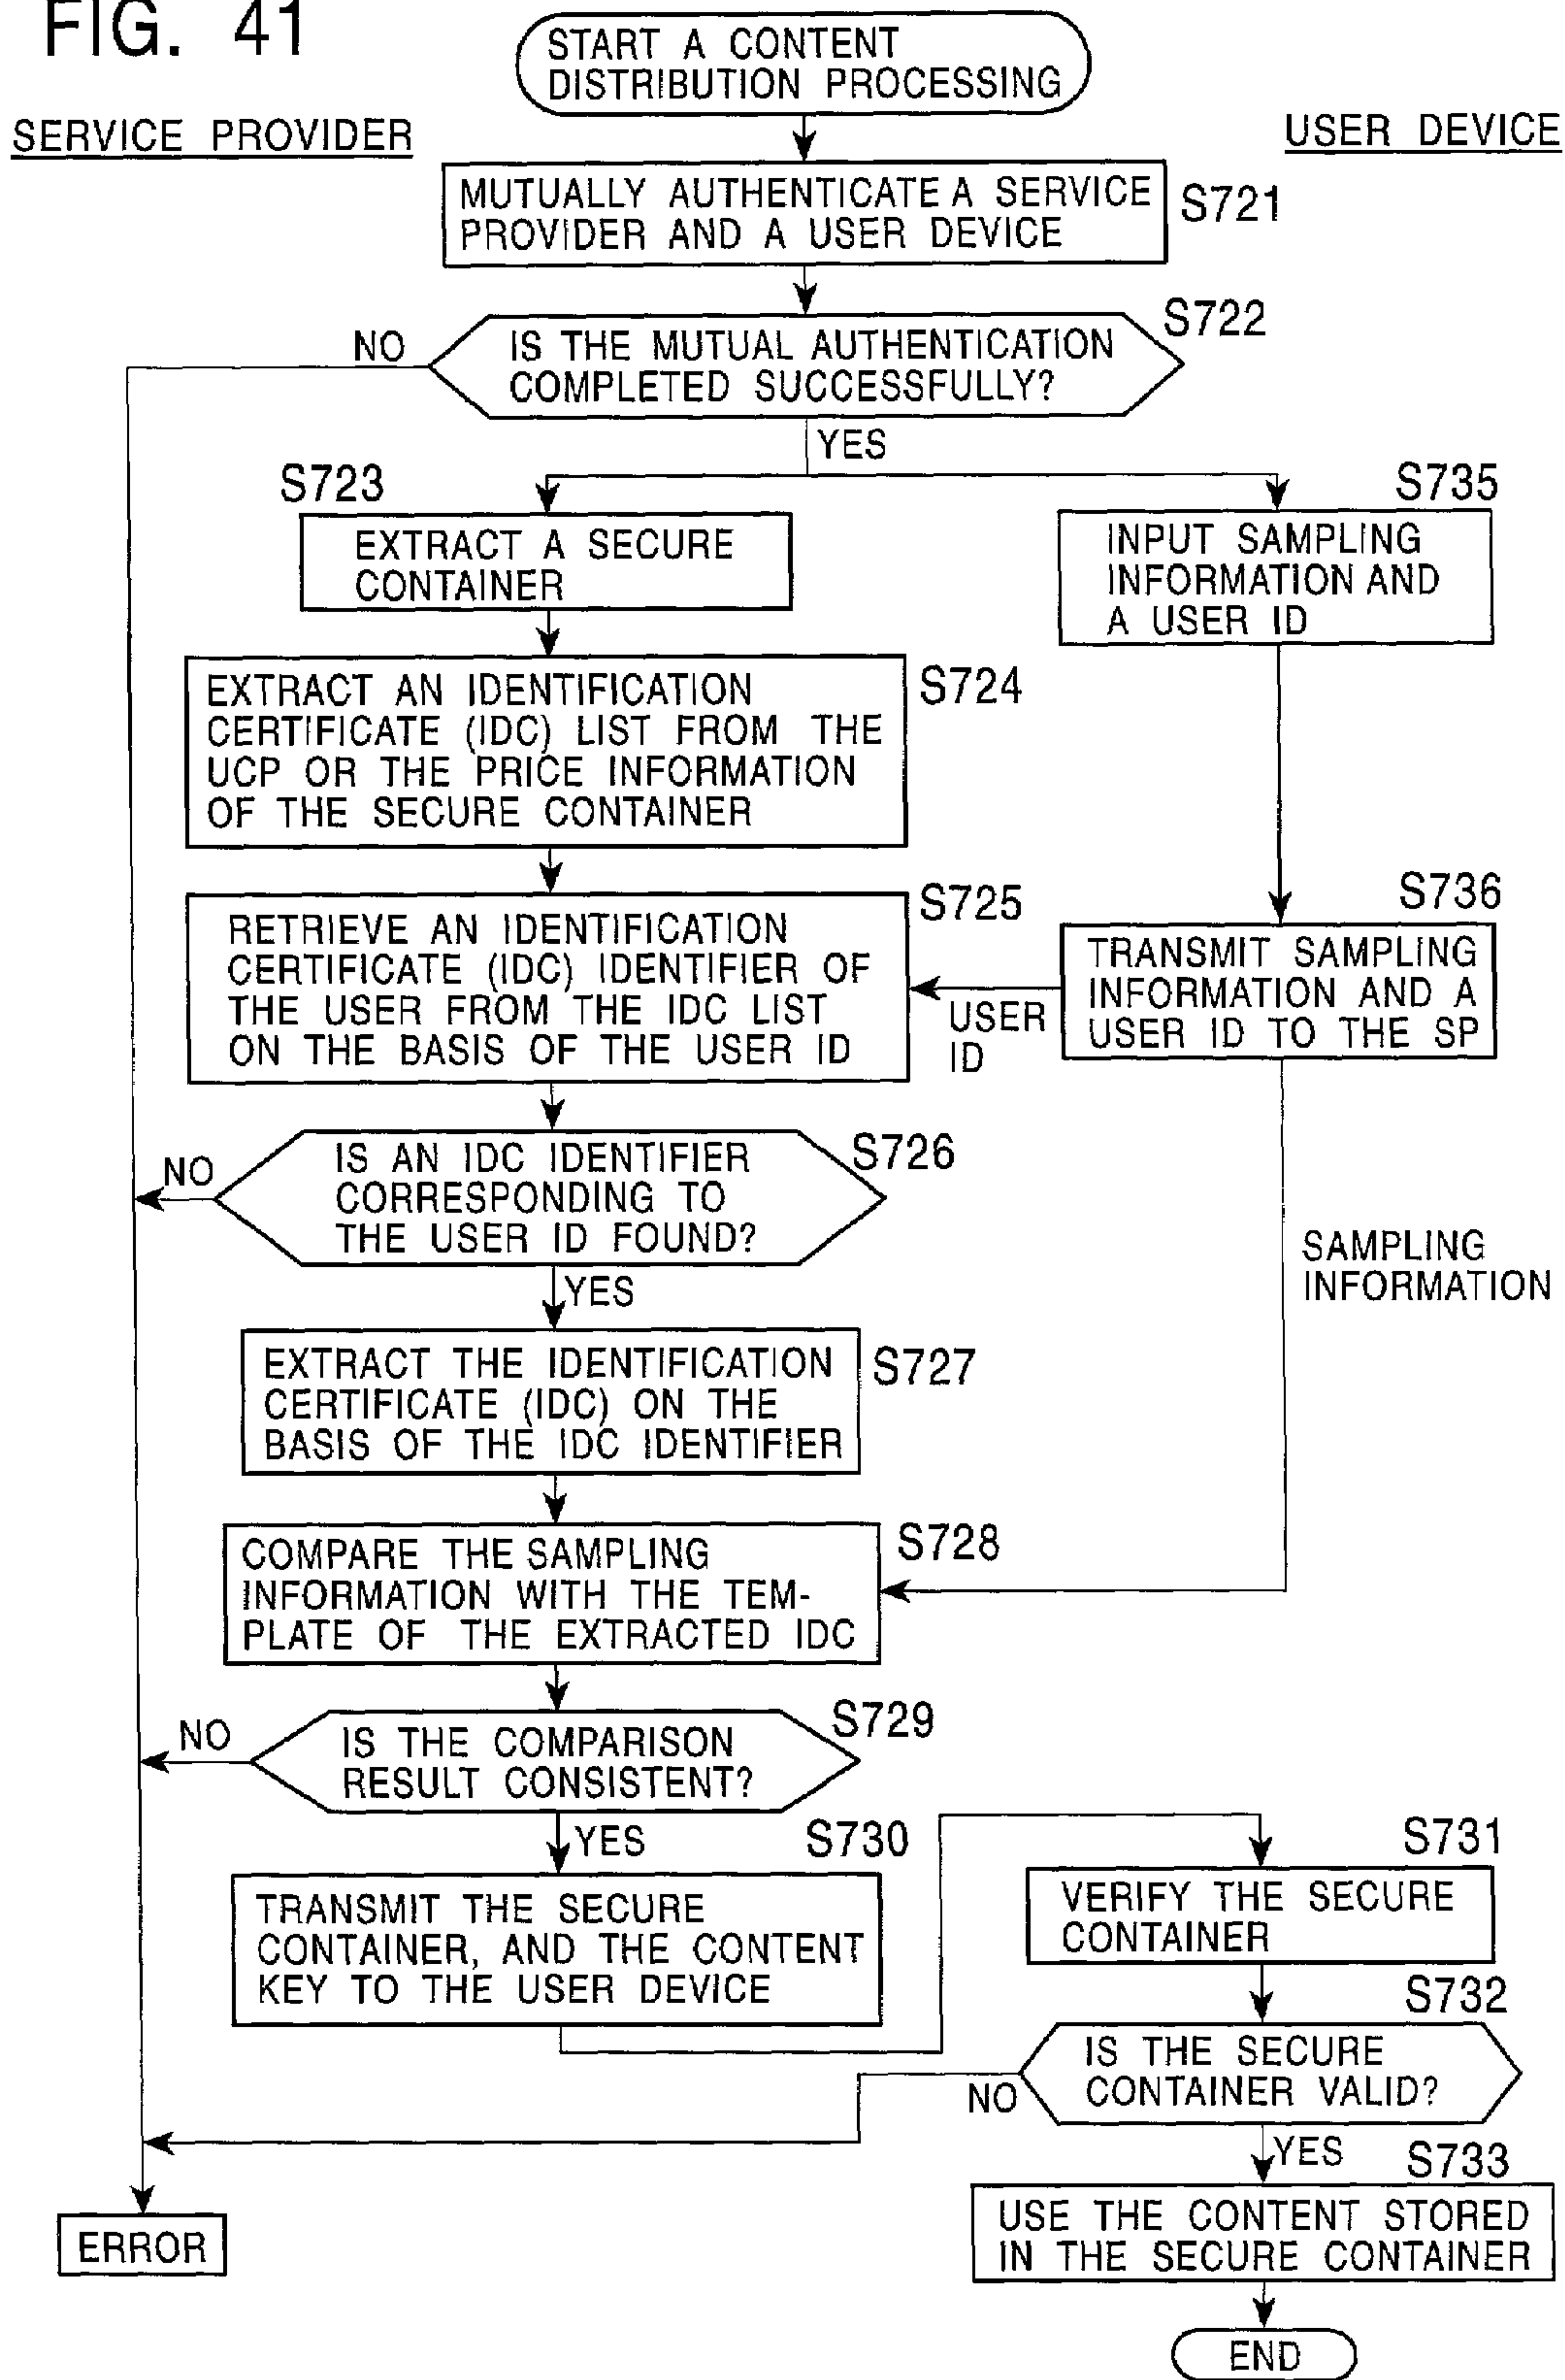 FIG. 41
START A CONTENT
DISTRIBUTION PROCESSING
SERVICE PROVIDER
USER DEVICE
MUTUALLY AUTHENTICATE A SERVICE
PROVIDER AND A USER DEVICE
S721
S722
NO
IS THE MUTUAL AUTHENTICATION
COMPLETED SUCCESSFULLY?
YES
S723
EXTRACT A SECURE
CONTAINER
S735
INPUT SAMPLING
INFORMATION AND
A USER ID
EXTRACT AN IDENTIFICATION
CERTIFICATE (IDC) LIST FROM THE
UCP OR THE PRICE INFORMATION
OF THE SECURE CONTAINER
S724
S725
RETRIEVE AN IDENTIFICATION
CERTIFICATE (IDC) IDENTIFIER OF
THE USER FROM THE IDC LIST
ON THE BASIS OF THE USER ID
S736
TRANSMIT SAMPLING
INFORMATION AND A
USER ID TO THE SP
USER
ID
S726
NO
IS AN IDC IDENTIFIER
CORRESPONDING TO
THE USER ID FOUND?
YES
SAMPLING
INFORMATION
EXTRACT THE IDENTIFICATION
CERTIFICATE (IDC) ON THE
BASIS OF THE IDC IDENTIFIER
S727
COMPARE THE SAMPLING
INFORMATION WITH THE TEM-
PLATE OF THE EXTRACTED IDC
S728
S729
NO
IS THE COMPARISON
RESULT CONSISTENT?
YES
S730
TRANSMIT THE SECURE
CONTAINER, AND THE CONTENT
KEY TO THE USER DEVICE
S731
VERIFY THE SECURE
CONTAINER
S732
IS THE SECURE
CONTAINER VALID?
NO
YES
S733
USE THE CONTENT STORED
IN THE SECURE CONTAINER
ERROR
END